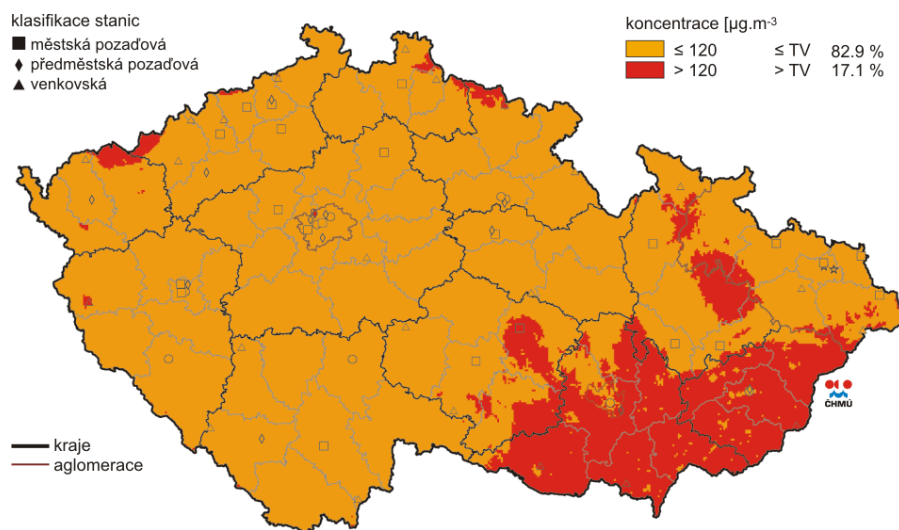 klasifikace stanic
městská pozaďová
předměstská pozaďová
venkovská
koncentrace [µg.m-³
≤ 120 ≤ TV 82.9 %
> 120 > TV 17.1 %
ČHMÚ
kraje
aglomerace